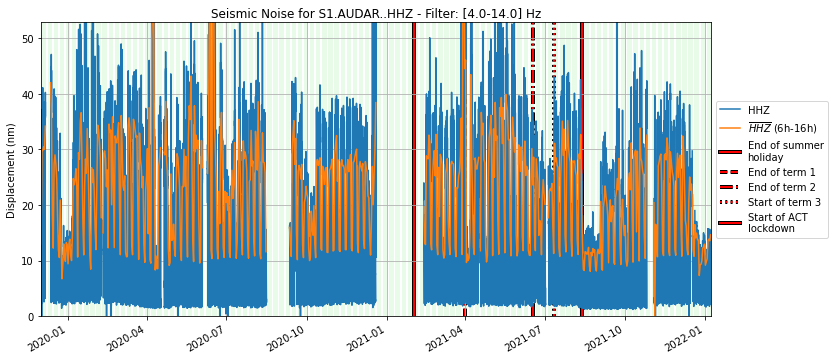 Seismic Noise for S1.AUDAR..HHZ - Filter: [4.0-14.0] Hz
Displacement (nm)
50
40
30
20
10
0
2020-01
2020-04
2020-07
2020-10
2021-01
2021-04
2021-07
2021-10
2022-01
HHZ
HHZ (6h-16h)
End of summer
holiday
End of term 1
End of term 2
Start of term 3
Start of ACT
lockdown